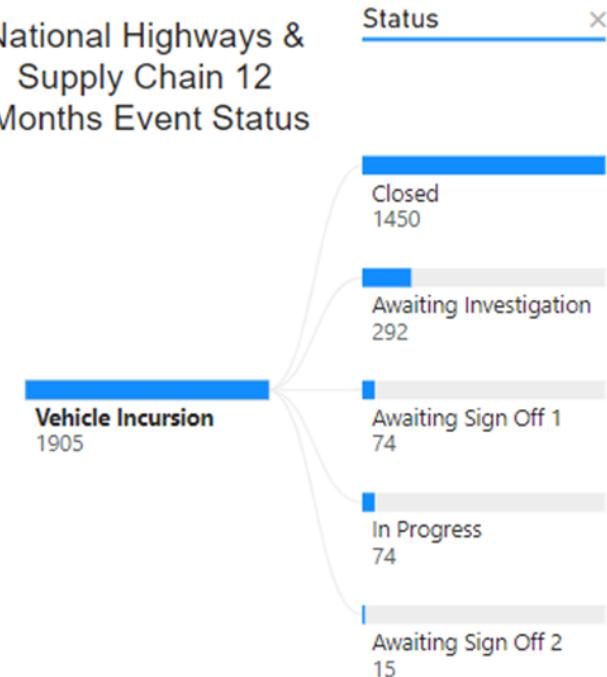 National Highways &
Supply Chain 12
Months Event Status
Status
Closed
1450
Awaiting Investigation
292
Vehicle Incursion
1905
Awaiting Sign Off 1
74
In Progress
74
Awaiting Sign Off 2
15